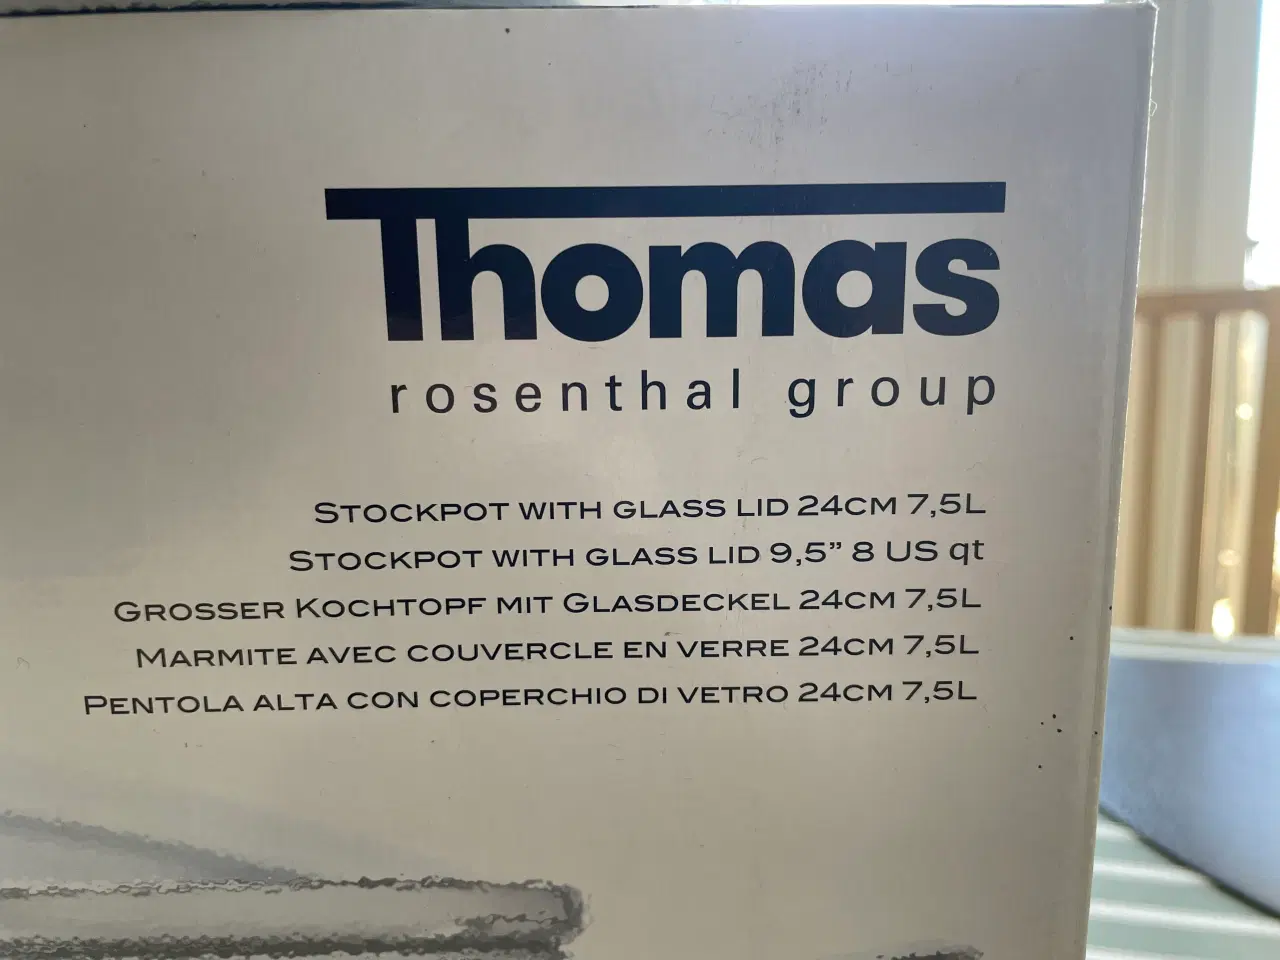 Thomas
rosenthal group
STOCKPOT WITH GLASS LID 24CM 7,5L
STOCKPOT WITH GLASS LID 9,5” 8 US qt
GROSSER KOCHTOPF MIT GLASDECKEL 24CM 7,5L
MARMITE AVEC COUVERCLE EN VERRE 24CM 7,5L
PENTOLA ALTA CON COPERCHIO DI VETRO 24CM 7,5L